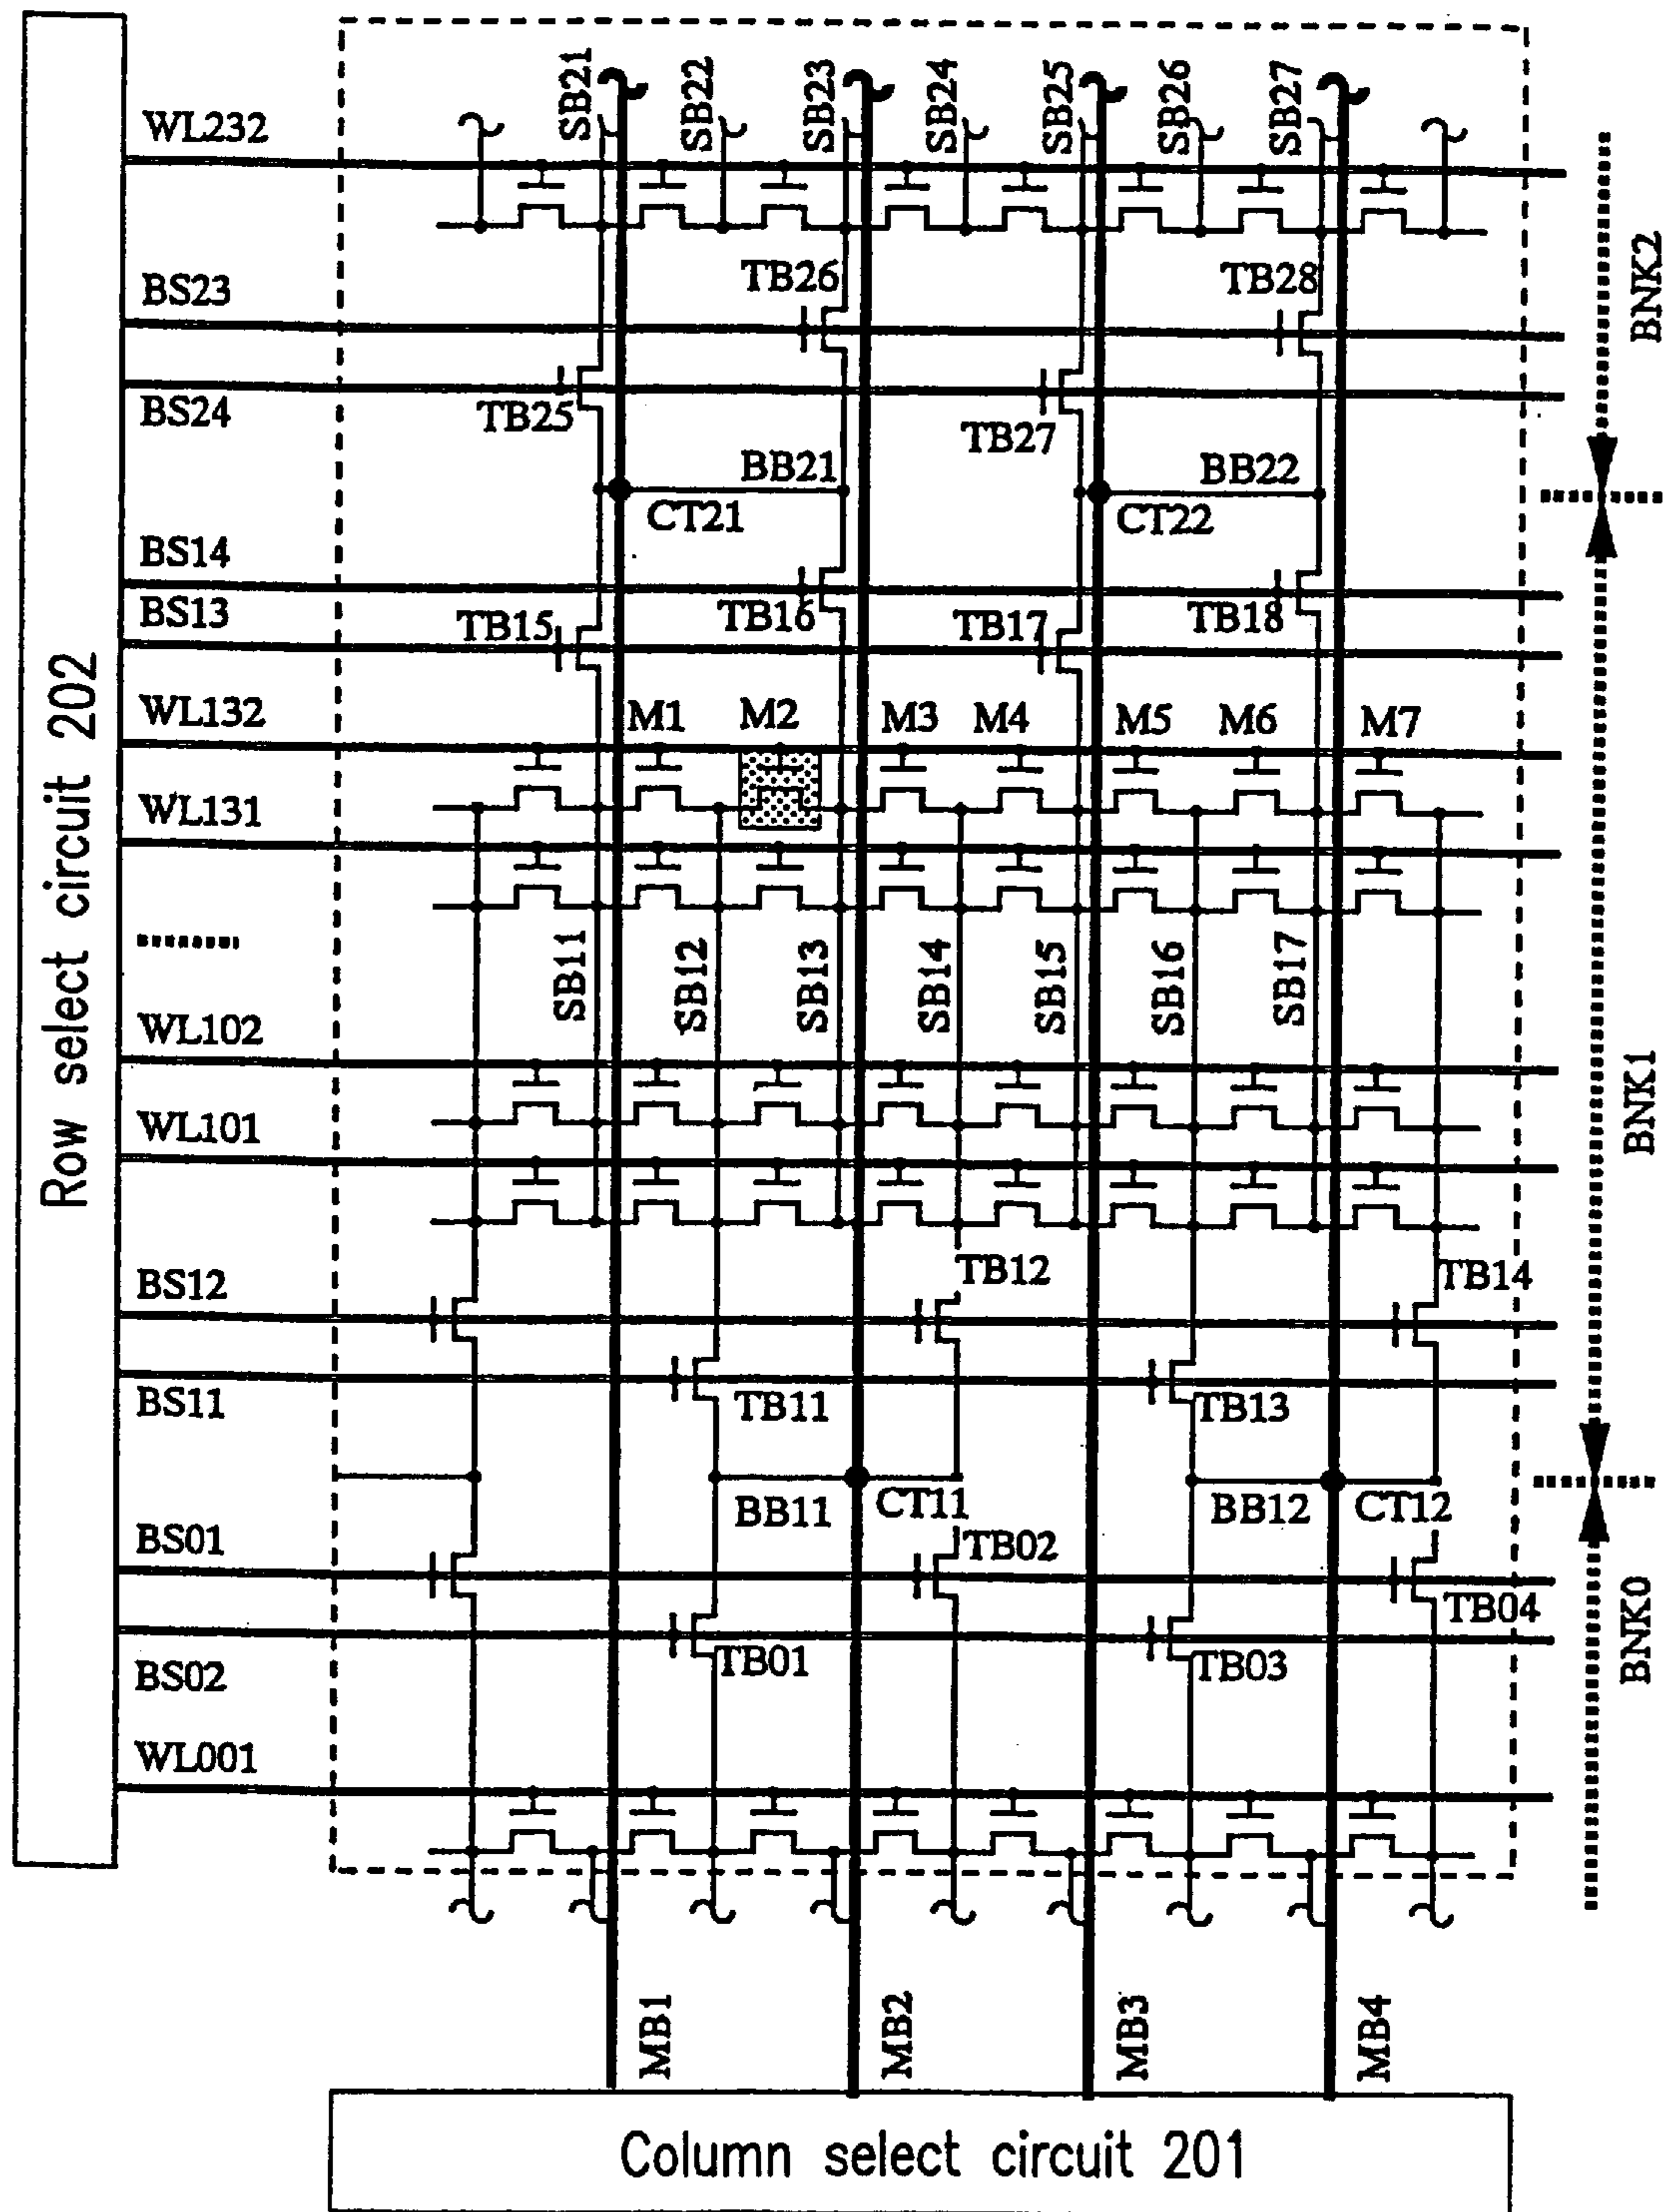 SB21
SB22
SB23
SB24
SB25
SB26
SB27
WL232
BS23
TB26
TB28
BS24
TB25
TB27
BB21
BB22
CT21
CT22
BNK2
BS14
BS13
TB15
TB16
TB17
TB18
WL132
M1
M2
M3
M4
M5
M6
M7
WL131
SB11
SB12
SB13
SB14
SB15
SB16
SB17
Row select circuit 202
WL102
WL101
BNK1
BS12
TB12
TB14
BS11
TB11
TB13
BB11
CT11
BB12
CT12
BS01
TB02
TB04
BS02
TB01
TB03
BNK0
WL001
MB1
MB2
MB3
MB4
Column select circuit 201